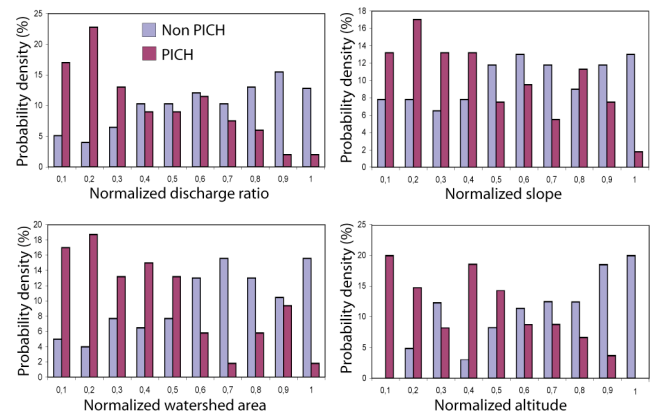 Probability density (%)
25
20
15
10
5
0
Non PICH
PICH
0,1 0,2 0,3 0,4 0,5 0,6 0,7 0,8 0,9 1
Normalized discharge ratio
Probability density (%)
18
16
14
12
10
8
6
4
2
0
0,1 0,2 0,3 0,4 0,5 0,6 0,7 0,8 0,9 1
Normalized slope
Probability density (%)
20
18
16
14
12
10
8
6
4
2
0
0,1 0,2 0,3 0,4 0,5 0,6 0,7 0,8 0,9 1
Normalized watershed area
Probability density (%)
25
20
15
10
5
0
0,1 0,2 0,3 0,4 0,5 0,6 0,7 0,8 0,9 1
Normalized altitude